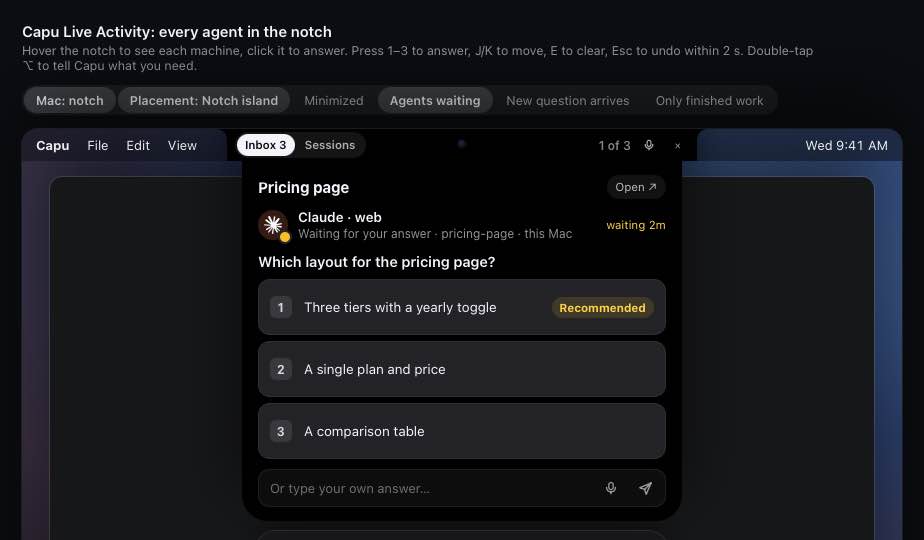 Capu Live Activity: every agent in the notch
Hover the notch to see each machine, click it to answer. Press 1–3 to answer, J/K to move, E to clear, Esc to undo within 2 s. Double-tap
⌥ to tell Capu what you need.
Mac: notch Placement: Notch island Minimized Agents waiting New question arrives Only finished work
Capu File Edit View Inbox 3 Sessions 1 of 3 × Wed 9:41 AM
Pricing page Open ↗
Claude · web
Waiting for your answer · pricing-page · this Mac waiting 2m
Which layout for the pricing page?
1 Three tiers with a yearly toggle Recommended
2 A single plan and price
3 A comparison table
Or type your own answer...